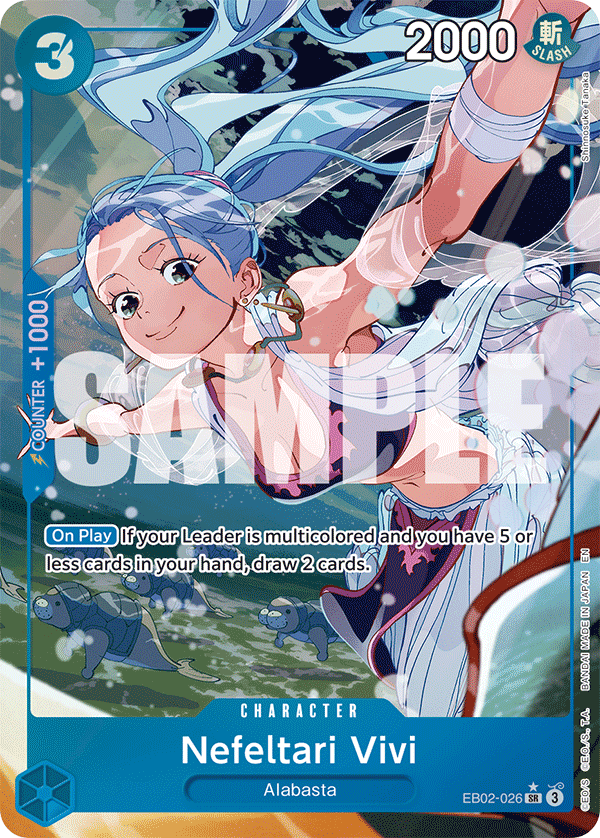 3
2000
斬
SLASH
Shinnosuke Tanaka
COUNTER +1000
SAMPLE
On Play If your Leader is multicolored and you have 5 or
less cards in your hand, draw 2 cards.
CHARACTER
Nefeltari Vivi
Alabasta
EB02-026 SR 3
©E.O/S ©E.O./S., T.A. BANDAI MADE IN JAPAN EN